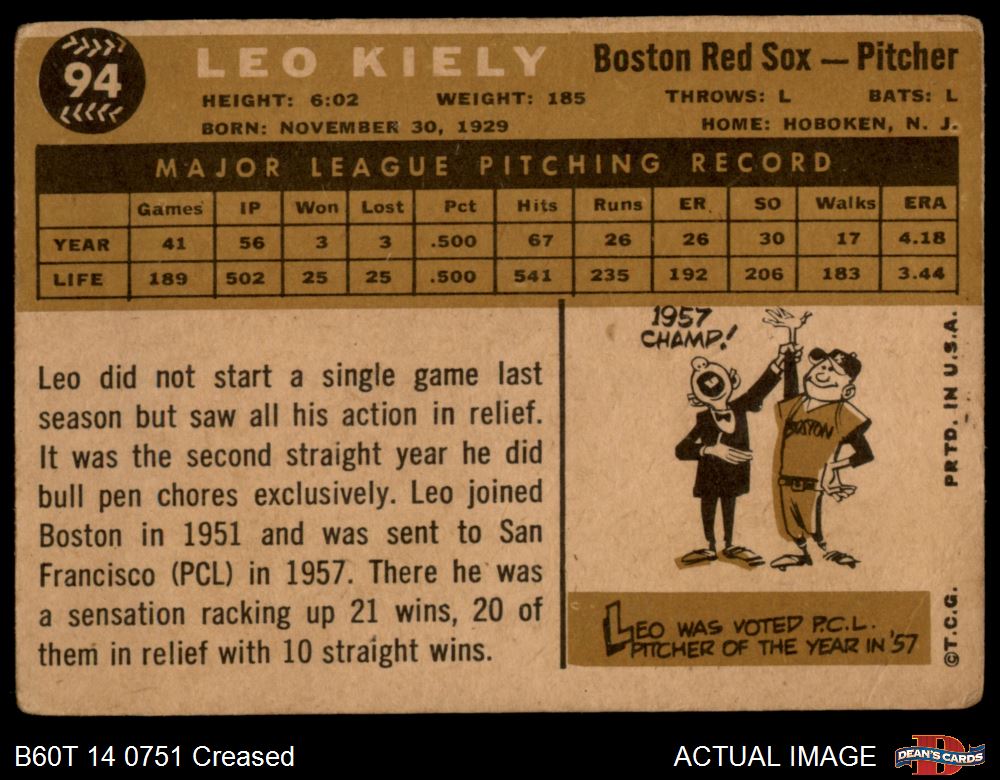 94
LEO KIELY
Boston Red Sox — Pitcher
HEIGHT: 6:02 WEIGHT: 185 THROWS: L BATS: L
BORN: NOVEMBER 30, 1929 HOME: HOBOKEN, N. J.
MAJOR LEAGUE PITCHING RECORD
Games IP Won Lost Pct Hits Runs ER SO Walks ERA
YEAR 41 56 3 3 .500 67 26 26 30 17 4.18
LIFE 189 502 25 25 .500 541 235 192 206 183 3.44
Leo did not start a single game last
season but saw all his action in relief.
It was the second straight year he did
bull pen chores exclusively. Leo joined
Boston in 1951 and was sent to San
Francisco (PCL) in 1957. There he was
a sensation racking up 21 wins, 20 of
them in relief with 10 straight wins.
1957
CHAMP!
BOSTON
LEO WAS VOTED P.C.L.
PITCHER OF THE YEAR IN '57
©T.C.G. PRTD. IN U.S.A.
B60T 14 0751 Creased
ACTUAL IMAGE
DEAN'S CARDS